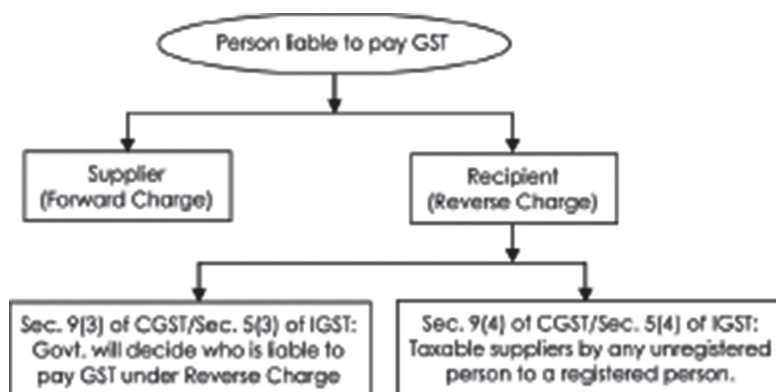 Person liable to pay GST
Supplier
(Forward Charge)
Recipient
(Reverse Charge)
Sec. 9(3) of CGST/Sec. 5(3) of IGST:
Govt. will decide who is liable to
pay GST under Reverse Charge
Sec. 9(4) of CGST/Sec. 5(4) of IGST:
Taxable suppliers by any unregistered
person to a registered person.